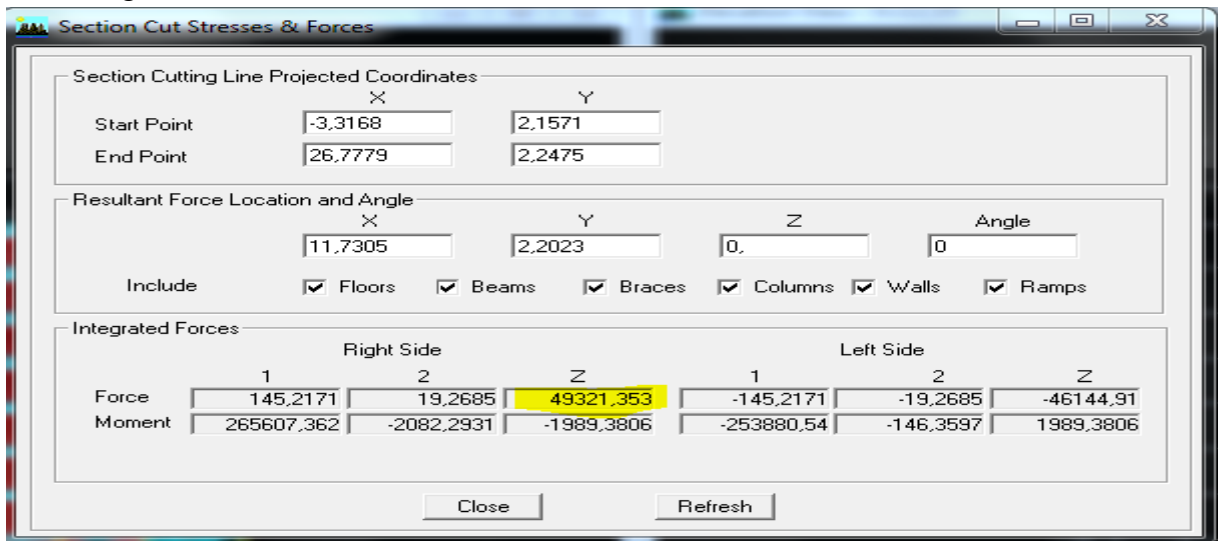 Section Cut Stresses & Forces
Section Cutting Line Projected Coordinates
X Y
Start Point -3,3168 2,1571
End Point 26,7779 2,2475
Resultant Force Location and Angle
X Y Z Angle
11,7305 2,2023 0, 0
Include Floors Beams Braces Columns Walls Ramps
Integrated Forces
Right Side Left Side
1 2 Z 1 2 Z
Force 145,2171 19,2685 49321,353 -145,2171 -19,2685 -46144,91
Moment 265607,362 -2082,2931 -1989,3806 -253880,54 -146,3597 1989,3806
Close Refresh